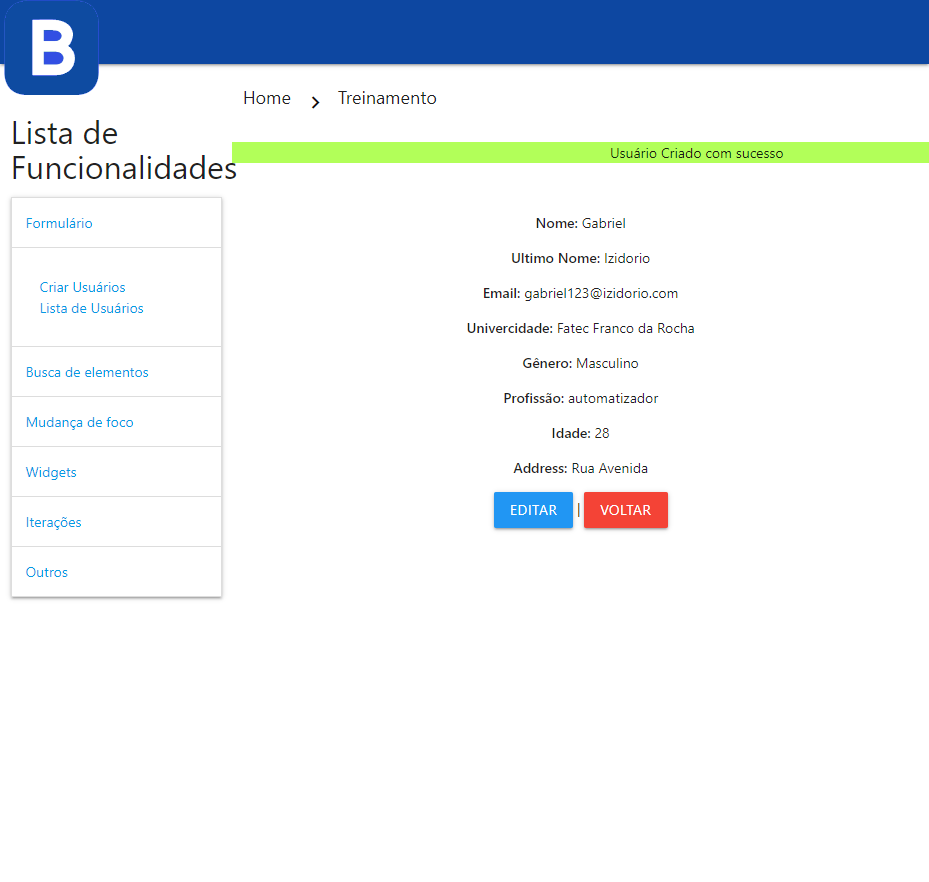 B
Home
Treinamento
Lista de
Funcionalidades
Usuário Criado com sucesso
Formulário
Criar Usuários
Lista de Usuários
Busca de elementos
Mudança de foco
Widgets
Iterações
Outros
Nome: Gabriel
Ultimo Nome: Izidorio
Email: gabriel123@izidorio.com
Univercidade: Fatec Franco da Rocha
Gênero: Masculino
Profissão: automatizador
Idade: 28
Address: Rua Avenida
EDITAR | VOLTAR